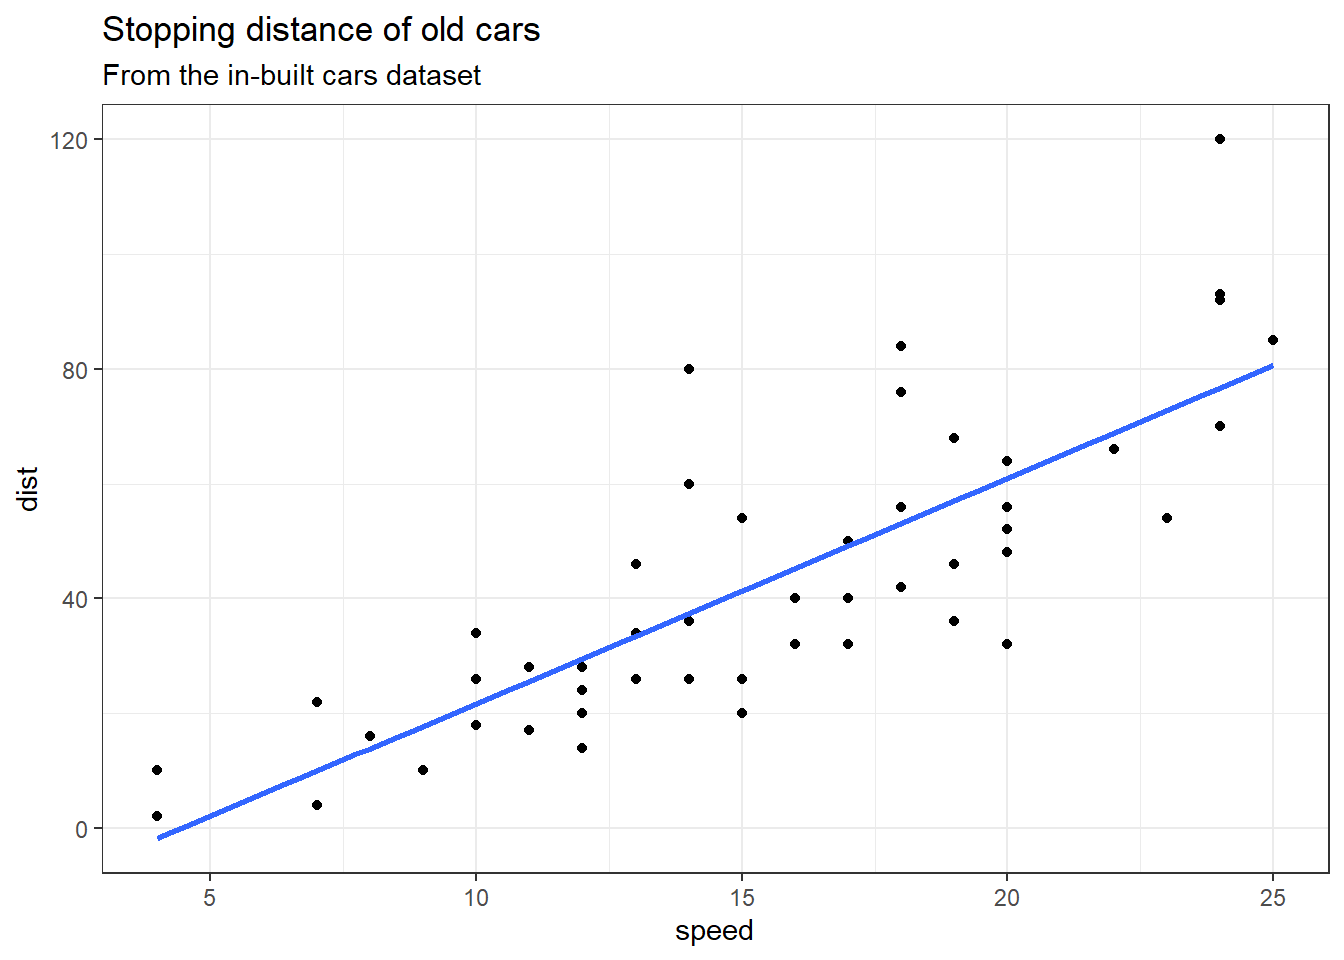 Stopping distance of old cars
From the in-built cars dataset
120
80
40
0
dist
5 10 15 20 25
speed